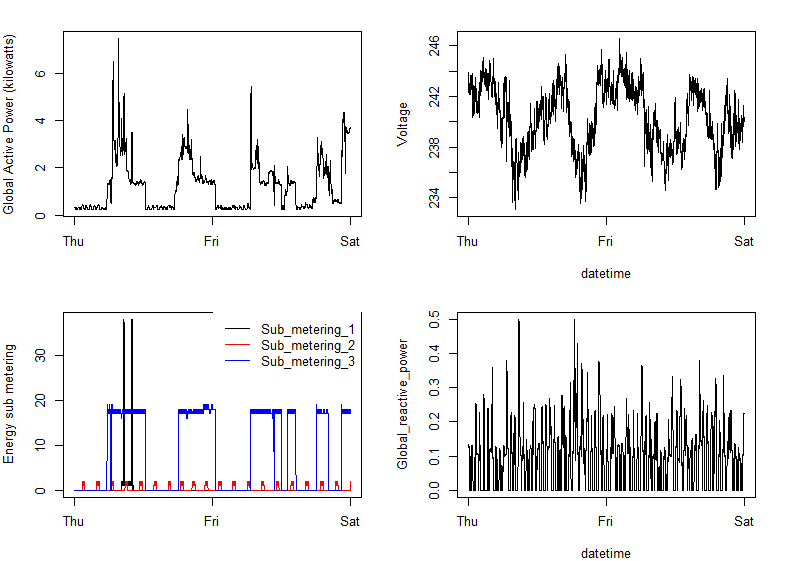 Global Active Power (kilowatts)
6
4
2
0
Thu
Fri
Sat
Voltage
246
242
238
234
Thu
Fri
Sat
datetime
Energy sub metering
30
20
10
0
Sub_metering_1
Sub_metering_2
Sub_metering_3
Thu
Fri
Sat
Global_reactive_power
0.5
0.4
0.3
0.2
0.1
0.0
Thu
Fri
Sat
datetime